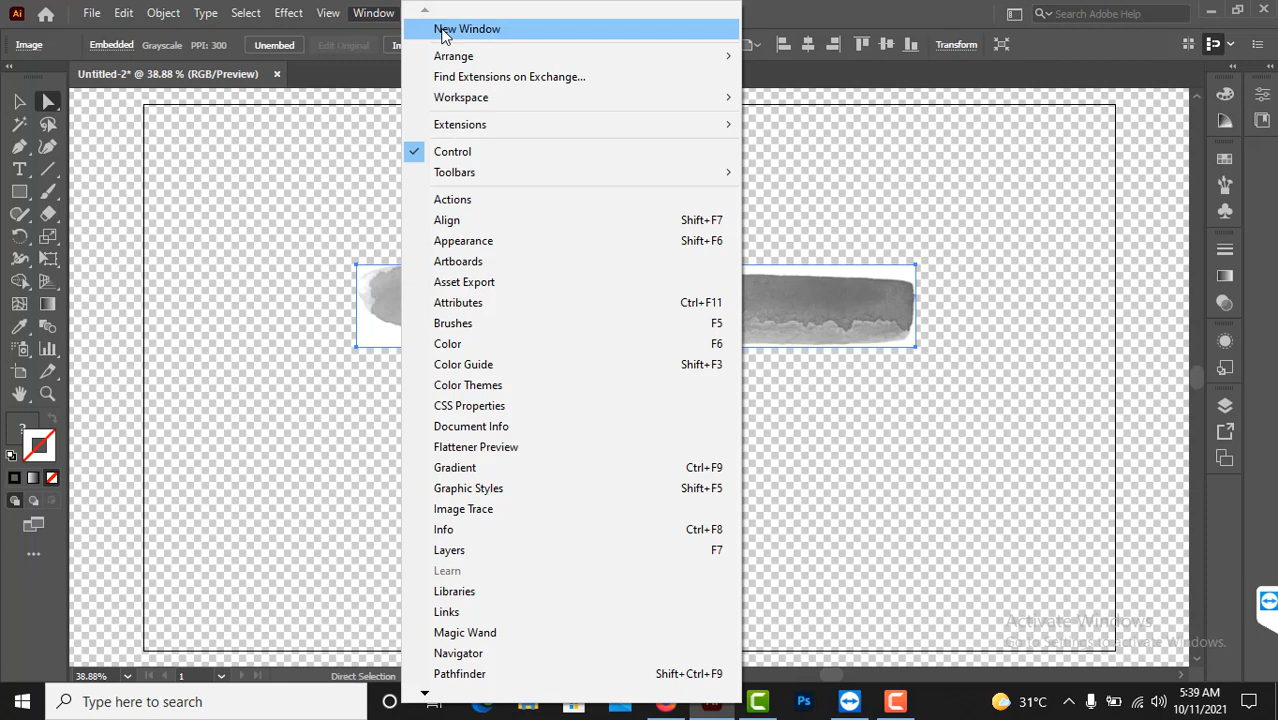 Ai File Edit Object Type Select Effect View Window Search Adobe Help
Image Embedded Grayscale PPI: 300 Unembed Edit Original Im Transform
Untitled-2* @ 38.88 % (RGB/Preview) ×
New Window
Arrange
Find Extensions on Exchange...
Workspace
Extensions
Control
Toolbars
Actions
Align Shift+F7
Appearance Shift+F6
Artboards
Asset Export
Attributes Ctrl+F11
Brushes F5
Color F6
Color Guide Shift+F3
Color Themes
CSS Properties
Document Info
Flattener Preview
Gradient Ctrl+F9
Graphic Styles Shift+F5
Image Trace
Info Ctrl+F8
Layers F7
Learn
Libraries
Links
Magic Wand
Navigator
Pathfinder Shift+Ctrl+F9
?
Activate Windows
Go to Settings to activate Windows.
38.88% 1 Direct Selection
Type here to search Ps C C 31°C 5:39 AM
10/11/2021